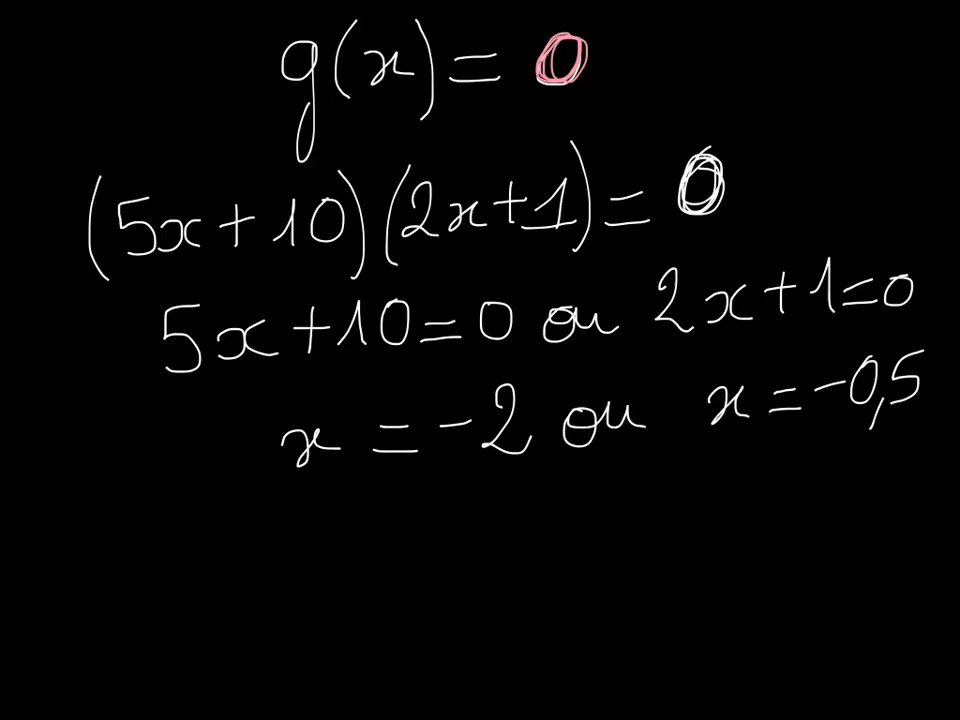 g(x) = 0
(5x+10)(2x+1) = 0
5x+10=0 ou 2x+1=0
x = -2 ou x = -0,5